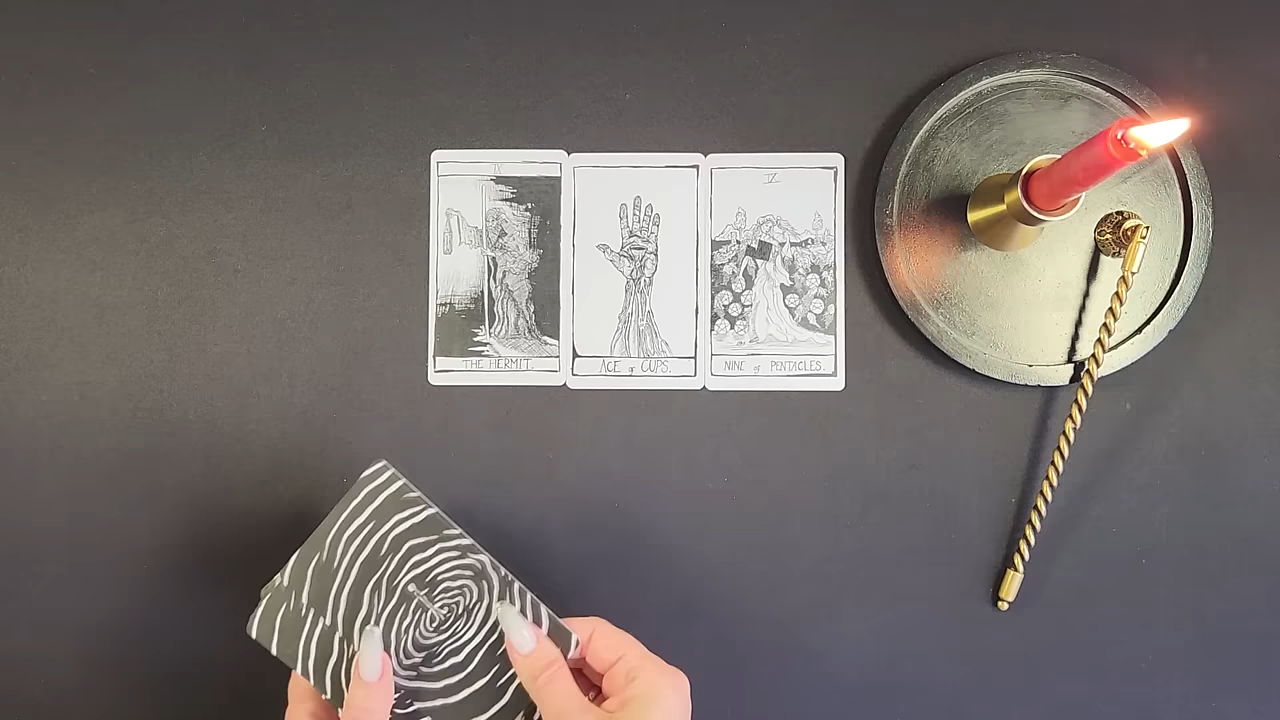 IX
THE HERMIT.
ACE of CUPS.
IX
NINE of PENTACLES.